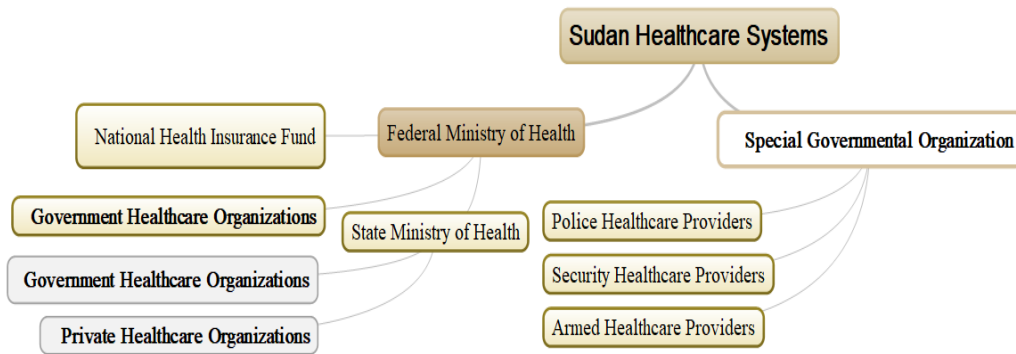 Sudan Healthcare Systems
National Health Insurance Fund
Federal Ministry of Health
Special Governmental Organization
Government Healthcare Organizations
State Ministry of Health
Police Healthcare Providers
Government Healthcare Organizations
Security Healthcare Providers
Private Healthcare Organizations
Armed Healthcare Providers